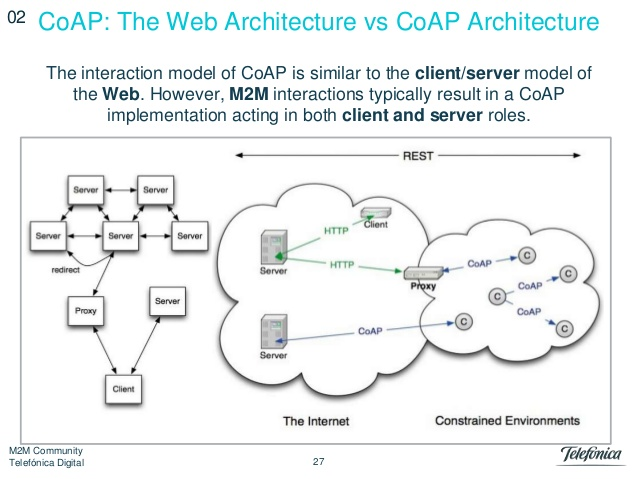 02
CoAP: The Web Architecture vs CoAP Architecture
The interaction model of CoAP is similar to the client/server model of
the Web. However, M2M interactions typically result in a CoAP
implementation acting in both client and server roles.
REST
Server
Server
Server
Server
Server
redirect
Proxy
Server
Client
HTTP
Client
Server
HTTP
Proxy
CoAP
C
C
C
CoAP
CoAP
C
C
Server
CoAP
The Internet
Constrained Environments
M2M Community
Telefónica Digital
27
Telefónica